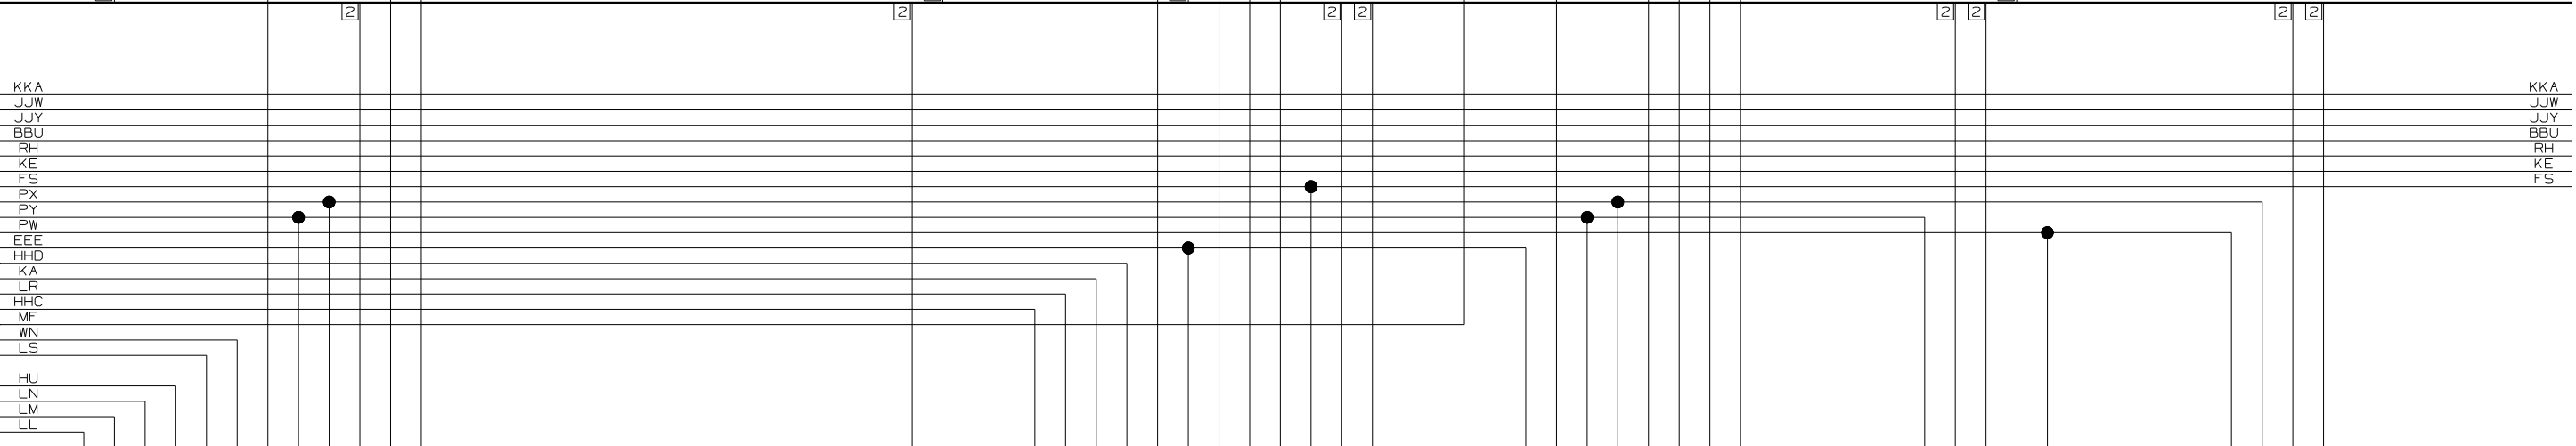 2 2 2 2 2 2 2 2
KKA KKA
JJW JJW
JJY JJY
BBU BBU
RH RH
KE KE
FS FS
PX
PY
PW
EEE
HHD
KA
LR
HHC
MF
WN
LS
HU
LN
LM
LL